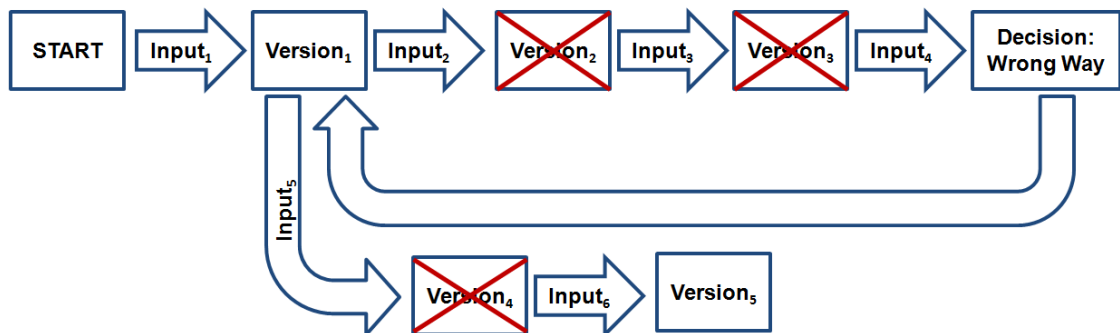 START
Input₁
Version₁
Input₂
Version₂
Input₃
Version₃
Input₄
Decision:
Wrong Way
Input₅
Version₄
Input₆
Version₅